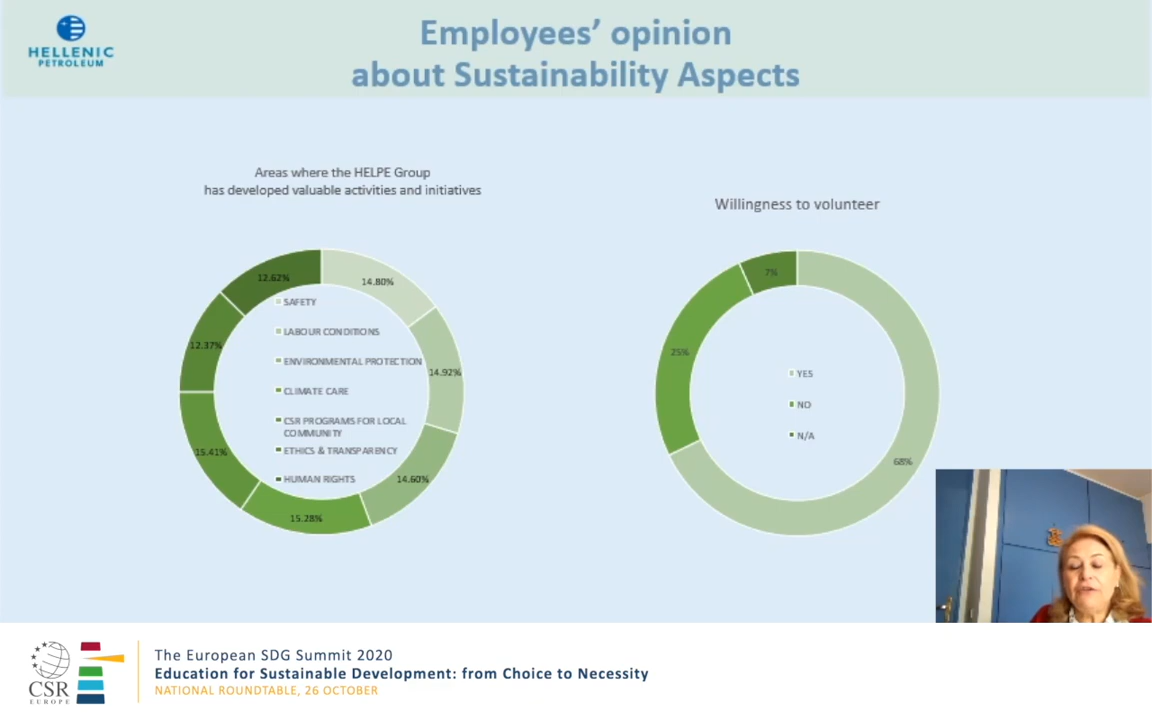 HELLENIC
PETROLEUM
Employees’ opinion
about Sustainability Aspects
Areas where the HELPE Group
has developed valuable activities and initiatives
12.62%
14.80%
12.37%
14.92%
15.41%
14.60%
15.28%
SAFETY
LABOUR CONDITIONS
ENVIRONMENTAL PROTECTION
CLIMATE CARE
CSR PROGRAMS FOR LOCAL
COMMUNITY
ETHICS & TRANSPARENCY
HUMAN RIGHTS
Willingness to volunteer
7%
25%
68%
YES
NO
N/A
CSR
EUROPE
The European SDG Summit 2020
Education for Sustainable Development: from Choice to Necessity
NATIONAL ROUNDTABLE, 26 OCTOBER